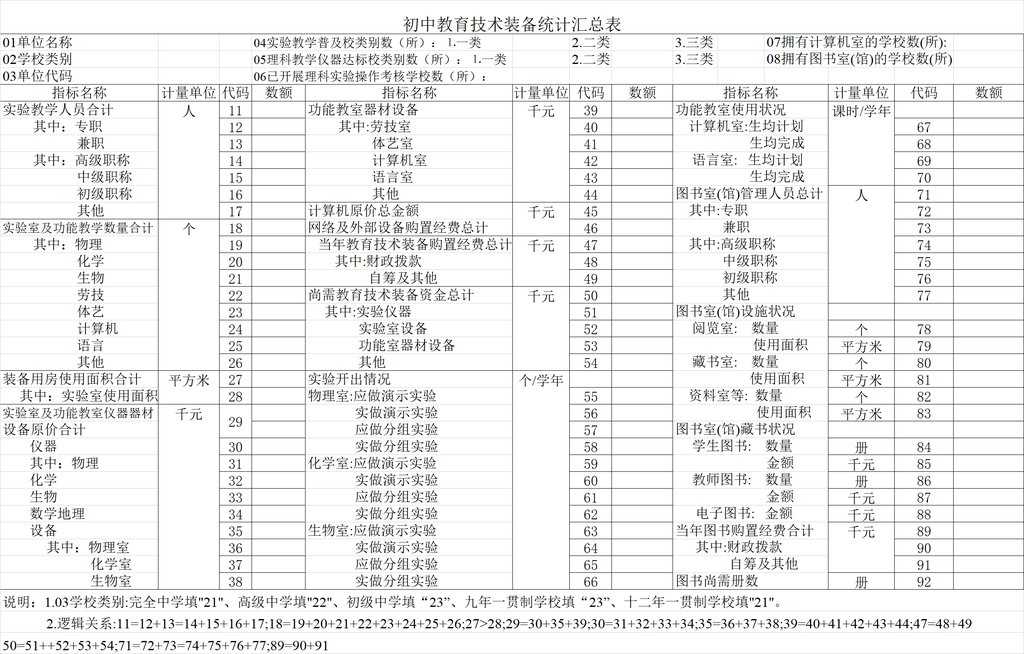 初中教育技术装备统计汇总表
01单位名称 04实验教学普及校类别数（所）：1.一类 2.二类 3.三类 07拥有计算机室的学校数(所):
02学校类别 05理科教学仪器达标校类别数（所）：1.一类 2.二类 3.三类 08拥有图书室(馆)的学校数(所)
03单位代码 06已开展理科实验操作考核学校数（所）：
指标名称 计量单位 代码 数额 指标名称 计量单位 代码 数额 指标名称 计量单位 代码 数额
实验教学人员合计 人 11 功能教室器材设备 千元 39 功能教室使用状况 课时/学年
其中：专职 12 其中:劳技室 40 计算机室:生均计划 67
兼职 13 体艺室 41 生均完成 68
其中：高级职称 14 计算机室 42 语言室：生均计划 69
中级职称 15 语言室 43 生均完成 70
初级职称 16 其他 44 图书室(馆)管理人员总计 人 71
其他 17 计算机原价总金额 千元 45 其中:专职 72
实验室及功能教学数量合计 个 18 网络及外部设备购置经费总计 46 兼职 73
其中：物理 19 当年教育技术装备购置经费总计 千元 47 其中:高级职称 74
化学 20 其中:财政拨款 48 中级职称 75
生物 21 自筹及其他 49 初级职称 76
劳技 22 尚需教育技术装备资金总计 千元 50 其他 77
体艺 23 其中:实验仪器 51 图书室(馆)设施状况
计算机 24 实验室设备 52 阅览室：数量 个 78
语言 25 功能室器材设备 53 使用面积 平方米 79
其他 26 其他 54 藏书室：数量 个 80
装备用房使用面积合计 平方米 27 实验开出情况 个/学年 使用面积 平方米 81
其中：实验室使用面积 28 物理室:应做演示实验 55 资料室等：数量 个 82
实验室及功能教室仪器器材 千元 29 实做演示实验 56 使用面积 平方米 83
设备原价合计 应做分组实验 57 图书室(馆)藏书状况
仪器 30 实做分组实验 58 学生图书：数量 册 84
其中：物理 31 化学室:应做演示实验 59 金额 千元 85
化学 32 实做演示实验 60 教师图书：数量 册 86
生物 33 应做分组实验 61 金额 千元 87
数学地理 34 实做分组实验 62 电子图书：金额 千元 88
设备 35 生物室:应做演示实验 63 当年图书购置经费合计 千元 89
其中：物理室 36 实做演示实验 64 其中:财政拨款 90
化学室 37 应做分组实验 65 自筹及其他 91
生物室 38 实做分组实验 66 图书尚需册数 册 92
说明：1.03学校类别:完全中学填"21"、高级中学填"22"、初级中学填“23”、九年一贯制学校填“23”、十二年一贯制学校填"21"。
2.逻辑关系:11=12+13=14+15+16+17;18=19+20+21+22+23+24+25+26;27>28;29=30+35+39;30=31+32+33+34;35=36+37+38;39=40+41+42+43+44;47=48+49
50=51++52+53+54;71=72+73=74+75+76+77;89=90+91